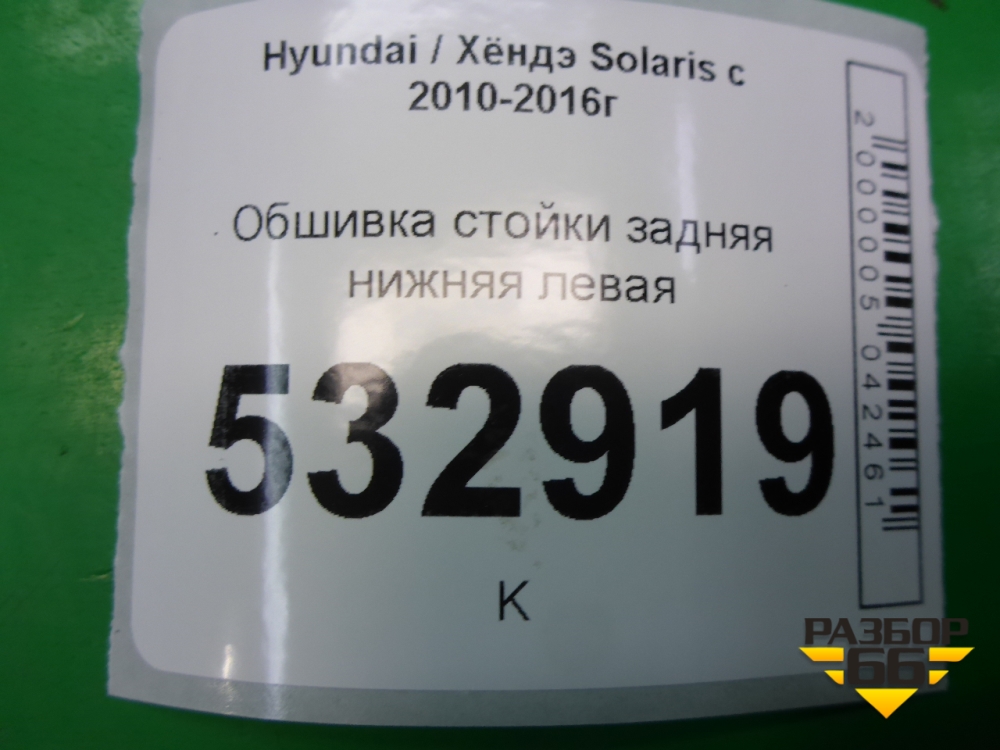 Hyundai / Хёндэ Solaris с
2010-2016г
Обшивка стойки задняя
нижняя левая
532919
К
2000005042461
РАЗБОР
66